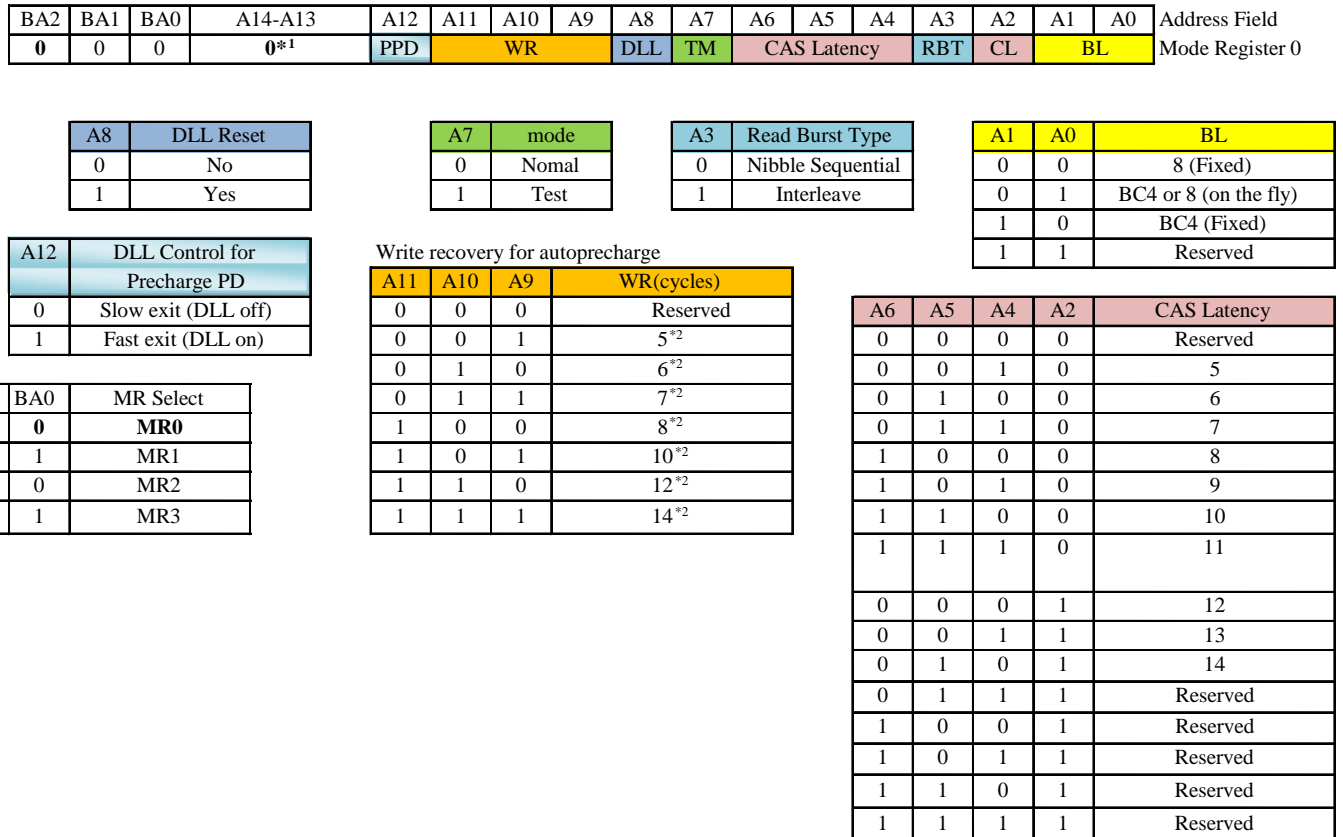 BA2 BA1 BA0 A14-A13 A12 A11 A10 A9 A8 A7 A6 A5 A4 A3 A2 A1 A0 Address Field
0 0 0 0*1 PPD WR DLL TM CAS Latency RBT CL BL Mode Register 0
A8 DLL Reset
0 No
1 Yes
A7 mode
0 Nomal
1 Test
A3 Read Burst Type
0 Nibble Sequential
1 Interleave
A1 A0 BL
0 0 8 (Fixed)
0 1 BC4 or 8 (on the fly)
1 0 BC4 (Fixed)
1 1 Reserved
A12 DLL Control for
Precharge PD
0 Slow exit (DLL off)
1 Fast exit (DLL on)
BA0 MR Select
0 MR0
1 MR1
0 MR2
1 MR3
Write recovery for autoprecharge
A11 A10 A9 WR(cycles)
0 0 0 Reserved
0 0 1 5*2
0 1 0 6*2
0 1 1 7*2
1 0 0 8*2
1 0 1 10*2
1 1 0 12*2
1 1 1 14*2
A6 A5 A4 A2 CAS Latency
0 0 0 0 Reserved
0 0 1 0 5
0 1 0 0 6
0 1 1 0 7
1 0 0 0 8
1 0 1 0 9
1 1 0 0 10
1 1 1 0 11
0 0 0 1 12
0 0 1 1 13
0 1 0 1 14
0 1 1 1 Reserved
1 0 0 1 Reserved
1 0 1 1 Reserved
1 1 0 1 Reserved
1 1 1 1 Reserved